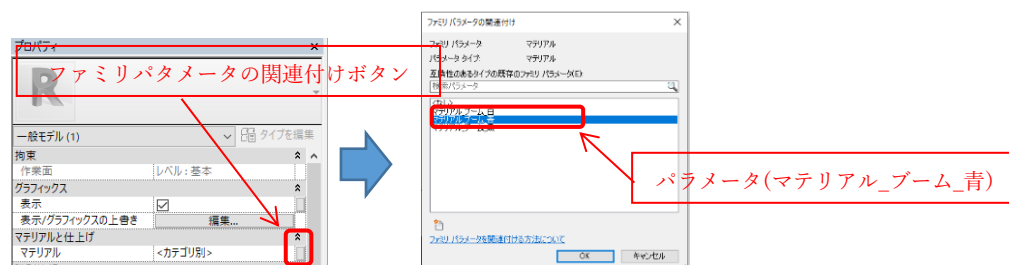 プロパティ
ファミリパタメータの関連付けボタン
R
一般モデル (1)
タイプを編集
拘束
作業面
レベル : 基本
グラフィックス
表示
表示/グラフィックスの上書き
編集...
マテリアルと仕上げ
マテリアル
<カテゴリ別>
ファミリ パラメータの関連付け
ファミリ パラメータ:
マテリアル
パラメータ タイプ:
マテリアル
互換性のあるタイプの既存のファミリ パラメータ(E)
検索パラメータ
<なし>
マテリアル_ブーム_青
パラメータ(マテリアル_ブーム_青)
ファミリ パラメータを関連付ける方法について
OK
キャンセル